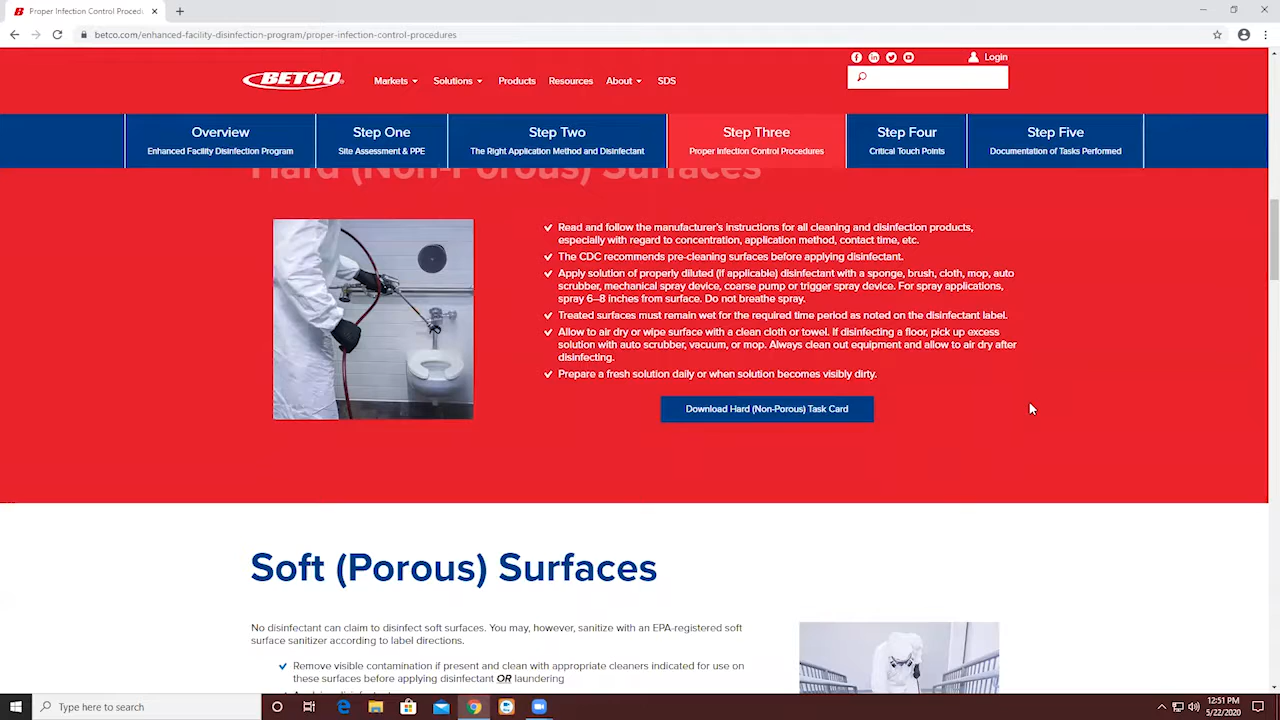 Proper Infection Control Procedu
betco.com/enhanced-facility-disinfection-program/proper-infection-control-procedures
BETCO
Markets
Solutions
Products
Resources
About
SDS
Login
Overview
Enhanced Facility Disinfection Program
Step One
Site Assessment & PPE
Step Two
The Right Application Method and Disinfectant
Step Three
Proper Infection Control Procedures
Step Four
Critical Touch Points
Step Five
Documentation of Tasks Performed
Hard (Non-Porous) Surfaces
Read and follow the manufacturer's instructions for all cleaning and disinfection products,
especially with regard to concentration, application method, contact time, etc.
The CDC recommends pre-cleaning surfaces before applying disinfectant.
Apply solution of properly diluted (if applicable) disinfectant with a sponge, brush, cloth, mop, auto
scrubber, mechanical spray device, coarse pump or trigger spray device. For spray applications,
spray 6–8 inches from surface. Do not breathe spray.
Treated surfaces must remain wet for the required time period as noted on the disinfectant label.
Allow to air dry or wipe surface with a clean cloth or towel. If disinfecting a floor, pick up excess
solution with auto scrubber, vacuum, or mop. Always clean out equipment and allow to air dry after
disinfecting.
Prepare a fresh solution daily or when solution becomes visibly dirty.
Download Hard (Non-Porous) Task Card
Soft (Porous) Surfaces
No disinfectant can claim to disinfect soft surfaces. You may, however, sanitize with an EPA-registered soft
surface sanitizer according to label directions.
Remove visible contamination if present and clean with appropriate cleaners indicated for use on
these surfaces before applying disinfectant OR laundering
Type here to search
12:51 PM
5/22/2020